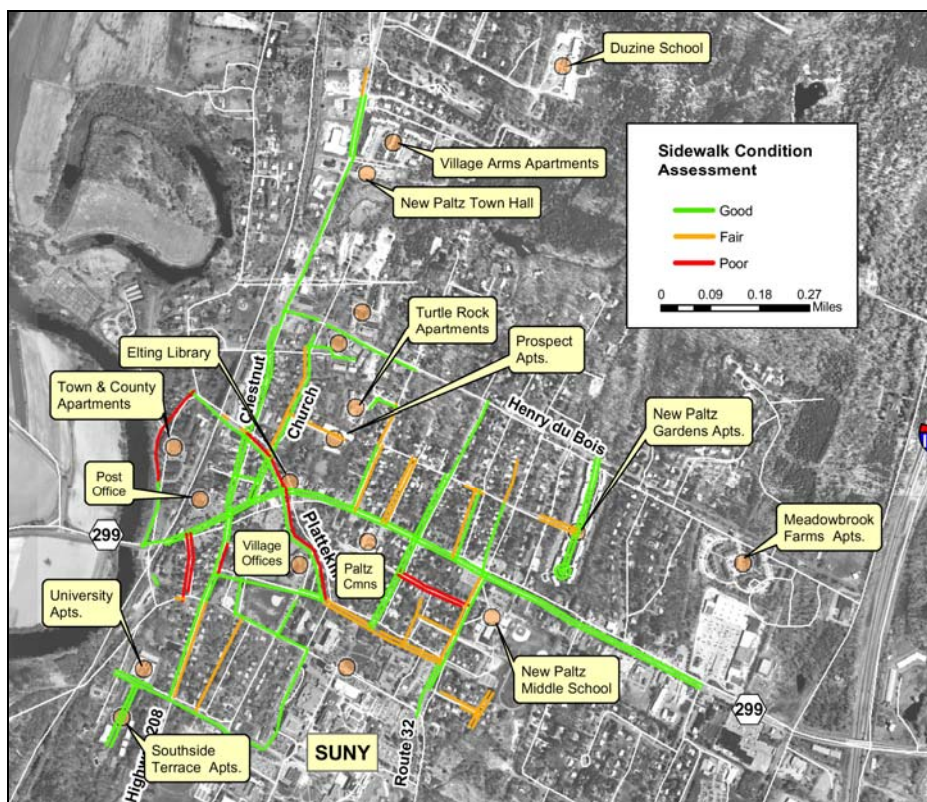 Duzine School
Village Arms Apartments
New Paltz Town Hall
Sidewalk Condition
Assessment
Good
Fair
Poor
0 0.09 0.18 0.27
Miles
Turtle Rock
Apartments
Elting Library
Prospect
Apts.
Town & County
Apartments
Chestnut
Church
Henry du Bois
New Paltz
Gardens Apts.
Post
Office
299
Village
Offices
Paltz
Cmns
Meadowbrook
Farms Apts.
University
Apts.
New Paltz
Middle School
299
Southside
Terrace Apts.
SUNY
Route 32